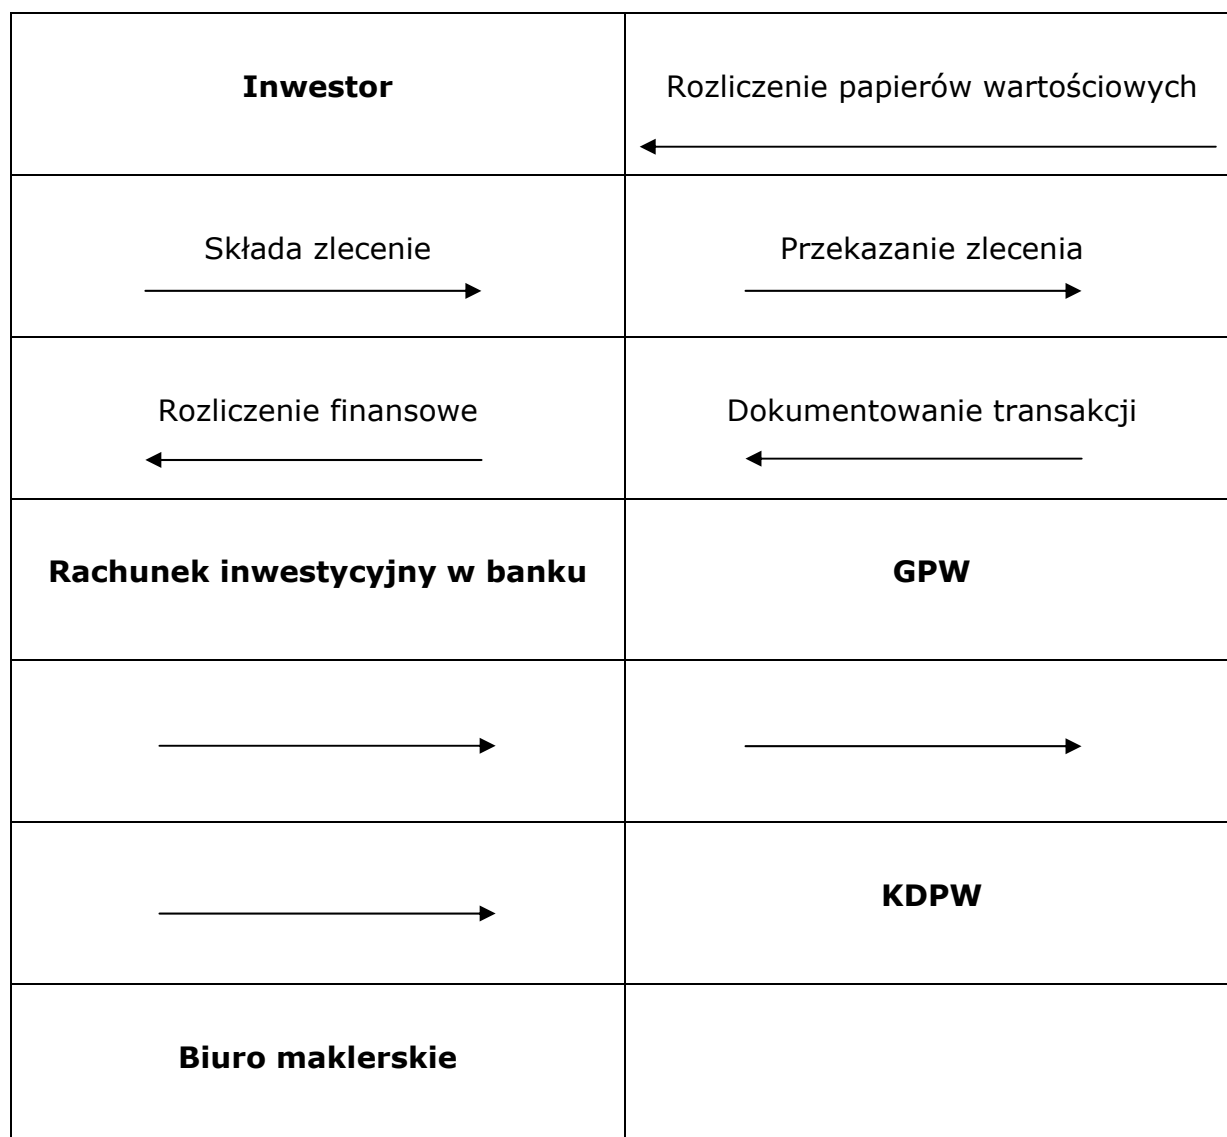 Inwestor
Rozliczenie papierów wartościowych
Składa zlecenie
Przekazanie zlecenia
Rozliczenie finansowe
Dokumentowanie transakcji
Rachunek inwestycyjny w banku
GPW
KDPW
Biuro maklerskie